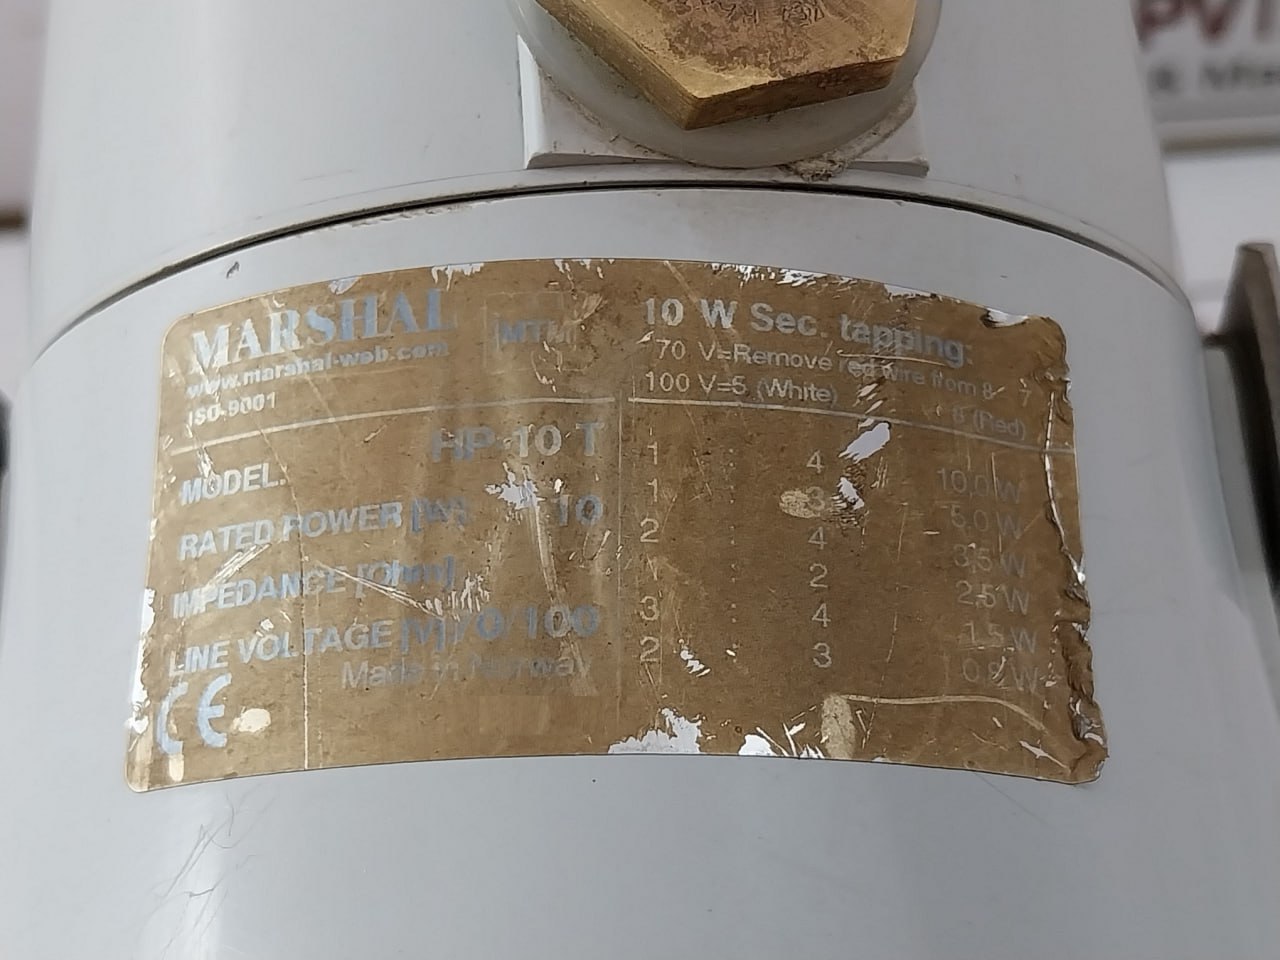 MARSHAL
www.marshal-web.com
ISO-9001
MODEL: HP 10 T
RATED POWER [W]: 10
IMPEDANCE [Ohm]
LINE VOLTAGE [V] /0/100
Made in Norway
CE
10 W Sec. tapping:
70 V=Remove red wire from 8
100 V=5 (White) 8 (Red)
1 : 4 10,0 W
1 : 3 5,0 W
2 : 4 3,5 W
1 : 2 2,5 W
3 : 4 1,5 W
2 : 3 W